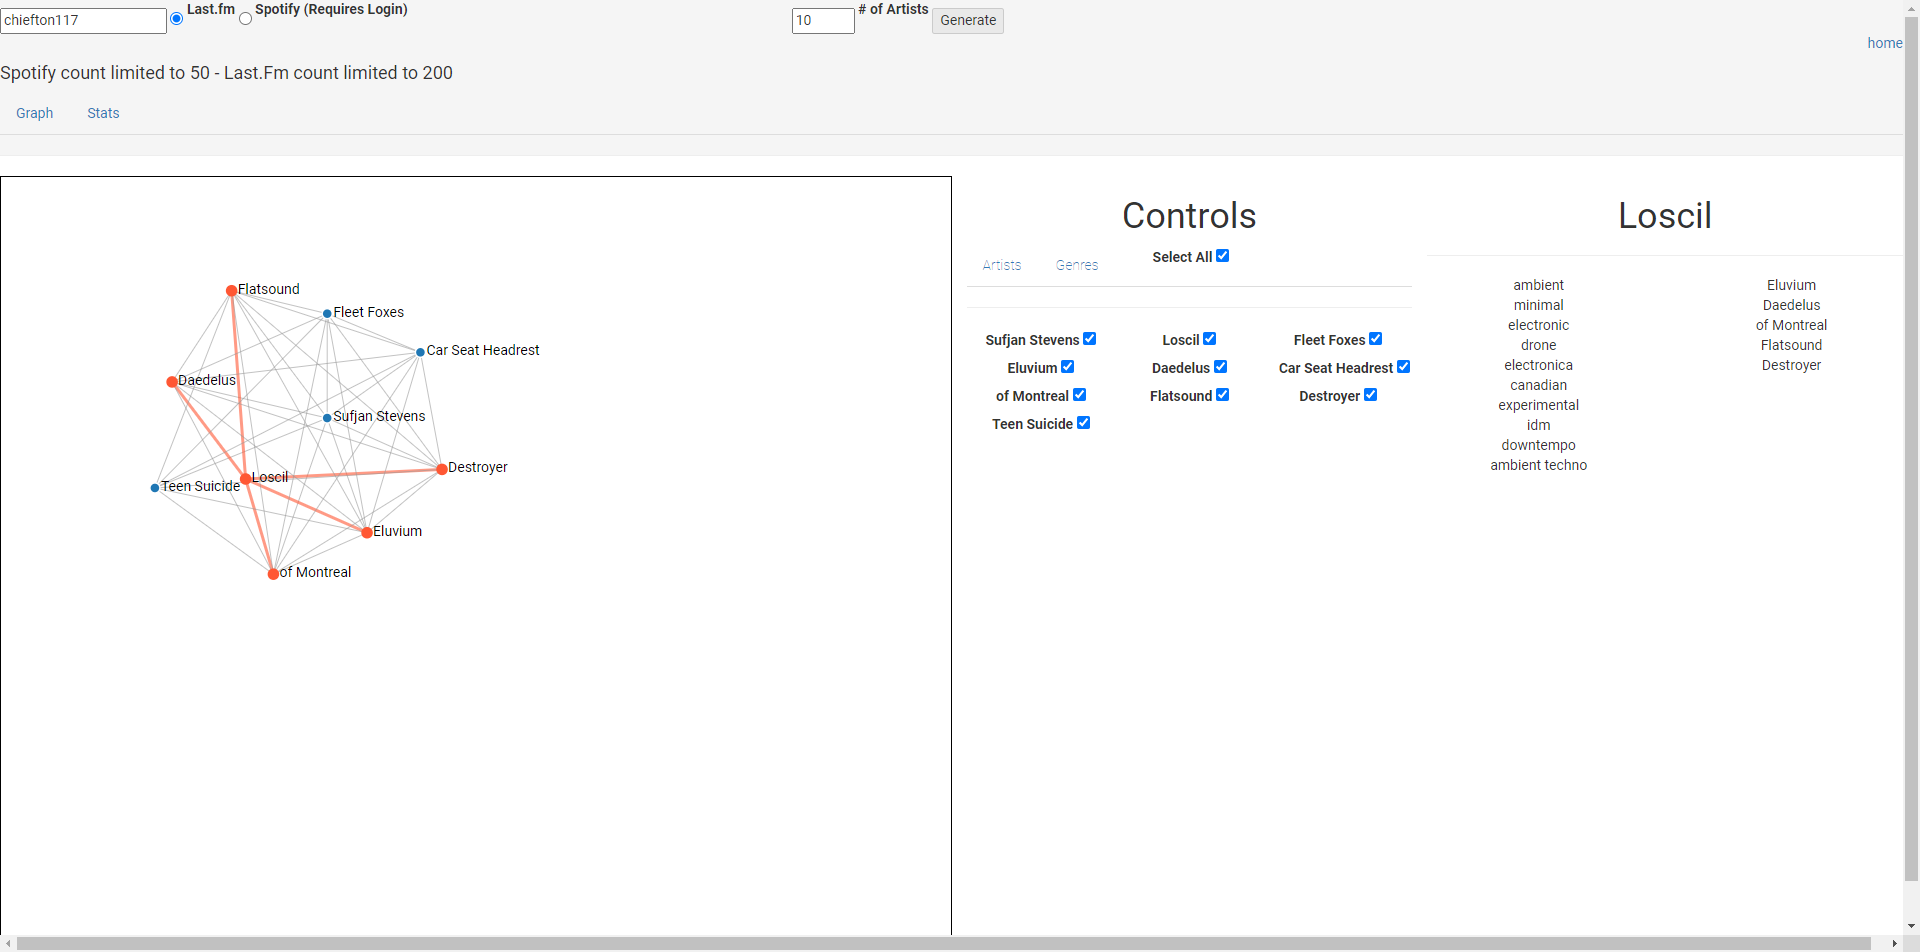 chiefton117 Last.fm Spotify (Requires Login) 10 # of Artists Generate
home
Spotify count limited to 50 - Last.Fm count limited to 200
Graph Stats
Flatsound
Fleet Foxes
Car Seat Headrest
Daedelus
Sufjan Stevens
Destroyer
Loscil
Teen Suicide
Eluvium
of Montreal
Controls
Select All
Artists Genres
Sufjan Stevens Loscil Fleet Foxes
Eluvium Daedelus Car Seat Headrest
of Montreal Flatsound Destroyer
Teen Suicide
Loscil
ambient
minimal
electronic
drone
electronica
canadian
experimental
idm
downtempo
ambient techno
Eluvium
Daedelus
of Montreal
Flatsound
Destroyer